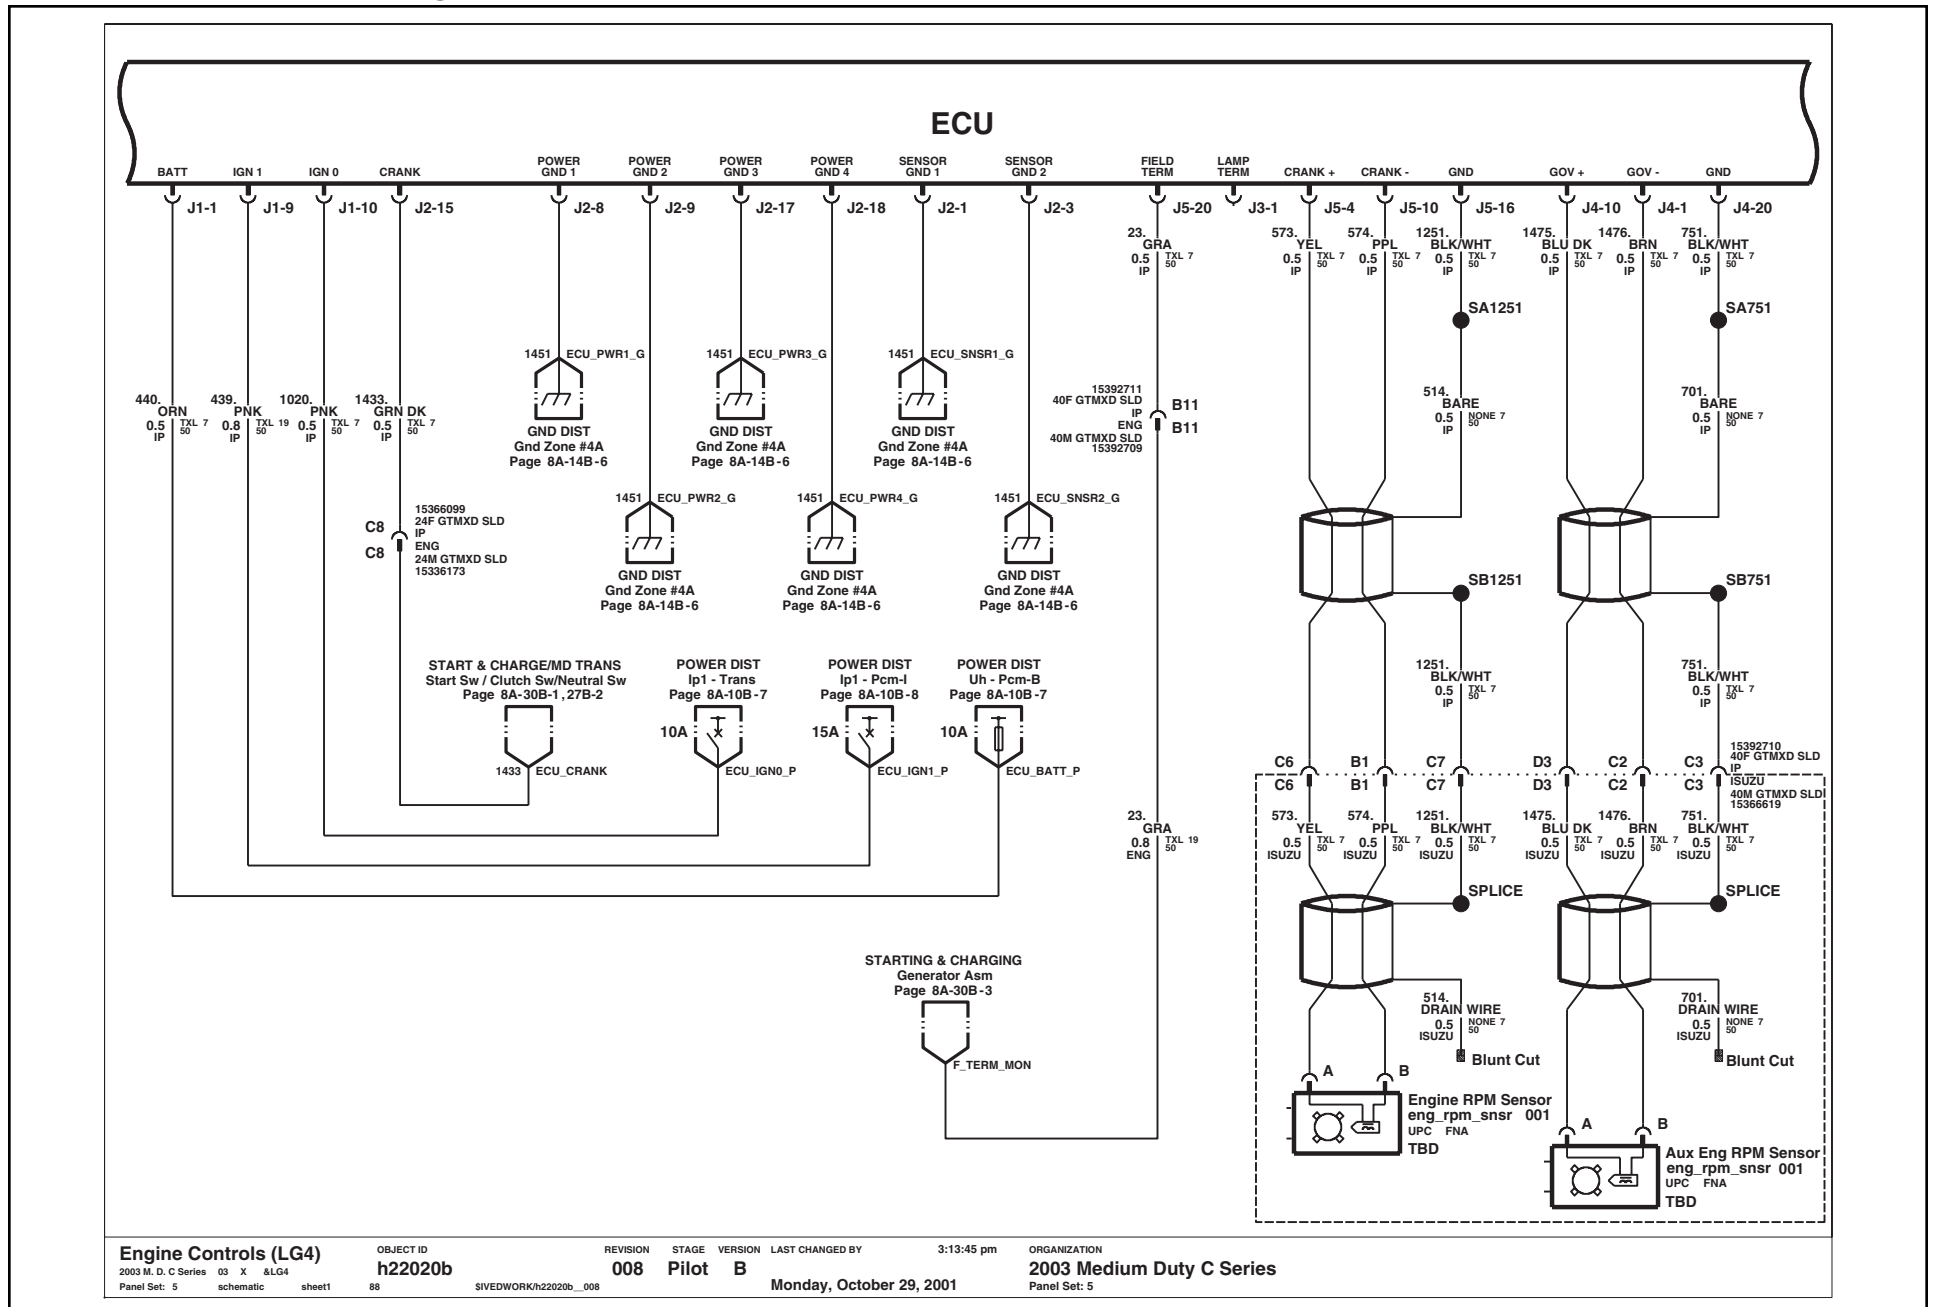 ECU
BATT
IGN 1
IGN 0
CRANK
POWER
GND 1
POWER
GND 2
POWER
GND 3
POWER
GND 4
SENSOR
GND 1
SENSOR
GND 2
FIELD
TERM
LAMP
TERM
CRANK +
CRANK -
GND
GOV +
GOV -
GND
J1-1
J1-9
J1-10
J2-15
J2-8
J2-9
J2-17
J2-18
J2-1
J2-3
J5-20
J3-1
J5-4
J5-10
J5-16
J4-10
J4-1
J4-20
23.
GRA
0.5 TXL 7
IP 50
573.
YEL
0.5 TXL 7
IP 50
574.
PPL
0.5 TXL 7
IP 50
1251.
BLK/WHT
0.5 TXL 7
IP 50
1475.
BLU DK
0.5 TXL 7
IP 50
1476.
BRN
0.5 TXL 7
IP 50
751.
BLK/WHT
0.5 TXL 7
IP 50
SA1251
SA751
1451 ECU_PWR1_G
GND DIST
Gnd Zone #4A
Page 8A-14B-6
1451 ECU_PWR3_G
GND DIST
Gnd Zone #4A
Page 8A-14B-6
1451 ECU_SNSR1_G
GND DIST
Gnd Zone #4A
Page 8A-14B-6
440.
ORN
0.5 TXL 7
IP 50
439.
PNK
0.8 TXL 19
IP 50
1020.
PNK
0.5 TXL 7
IP 50
1433.
GRN DK
0.5 TXL 7
IP 50
15392711
40F GTMXD SLD
IP
ENG
40M GTMXD SLD
15392709
B11
B11
514.
BARE
0.5 NONE 7
IP 50
701.
BARE
0.5 NONE 7
IP 50
C8
C8
15366099
24F GTMXD SLD
IP
ENG
24M GTMXD SLD
15336173
1451 ECU_PWR2_G
GND DIST
Gnd Zone #4A
Page 8A-14B-6
1451 ECU_PWR4_G
GND DIST
Gnd Zone #4A
Page 8A-14B-6
1451 ECU_SNSR2_G
GND DIST
Gnd Zone #4A
Page 8A-14B-6
SB1251
SB751
START & CHARGE/MD TRANS
Start Sw / Clutch Sw/Neutral Sw
Page 8A-30B-1, 27B-2
1433 ECU_CRANK
POWER DIST
Ip1 - Trans
Page 8A-10B-7
10A
ECU_IGN0_P
POWER DIST
Ip1 - Pcm-I
Page 8A-10B-8
15A
ECU_IGN1_P
POWER DIST
Uh - Pcm-B
Page 8A-10B-7
10A
ECU_BATT_P
1251.
BLK/WHT
0.5 TXL 7
IP 50
751.
BLK/WHT
0.5 TXL 7
IP 50
C6
C6
B1
B1
C7
C7
D3
D3
C2
C2
C3
C3
15392710
40F GTMXD SLD
IP
ISUZU
40M GTMXD SLD
15366619
23.
GRA
0.8 TXL 19
ENG 50
573.
YEL
0.5 TXL 7
ISUZU 50
574.
PPL
0.5 TXL 7
ISUZU 50
1251.
BLK/WHT
0.5 TXL 7
ISUZU 50
1475.
BLU DK
0.5 TXL 7
ISUZU 50
1476.
BRN
0.5 TXL 7
ISUZU 50
751.
BLK/WHT
0.5 TXL 7
ISUZU 50
SPLICE
SPLICE
STARTING & CHARGING
Generator Asm
Page 8A-30B-3
F_TERM_MON
514.
DRAIN WIRE
0.5 NONE 7
ISUZU 50
Blunt Cut
701.
DRAIN WIRE
0.5 NONE 7
ISUZU 50
Blunt Cut
A
B
Engine RPM Sensor
eng_rpm_snsr 001
UPC FNA
TBD
A
B
Aux Eng RPM Sensor
eng_rpm_snsr 001
UPC FNA
TBD
Engine Controls (LG4)
2003 M. D. C Series 03 X &LG4
Panel Set: 5 schematic sheet1 88 $IVEDWORK/h22020b__008
OBJECT ID
h22020b
REVISION
008
STAGE
Pilot
VERSION
B
LAST CHANGED BY
3:13:45 pm
Monday, October 29, 2001
ORGANIZATION
2003 Medium Duty C Series
Panel Set: 5